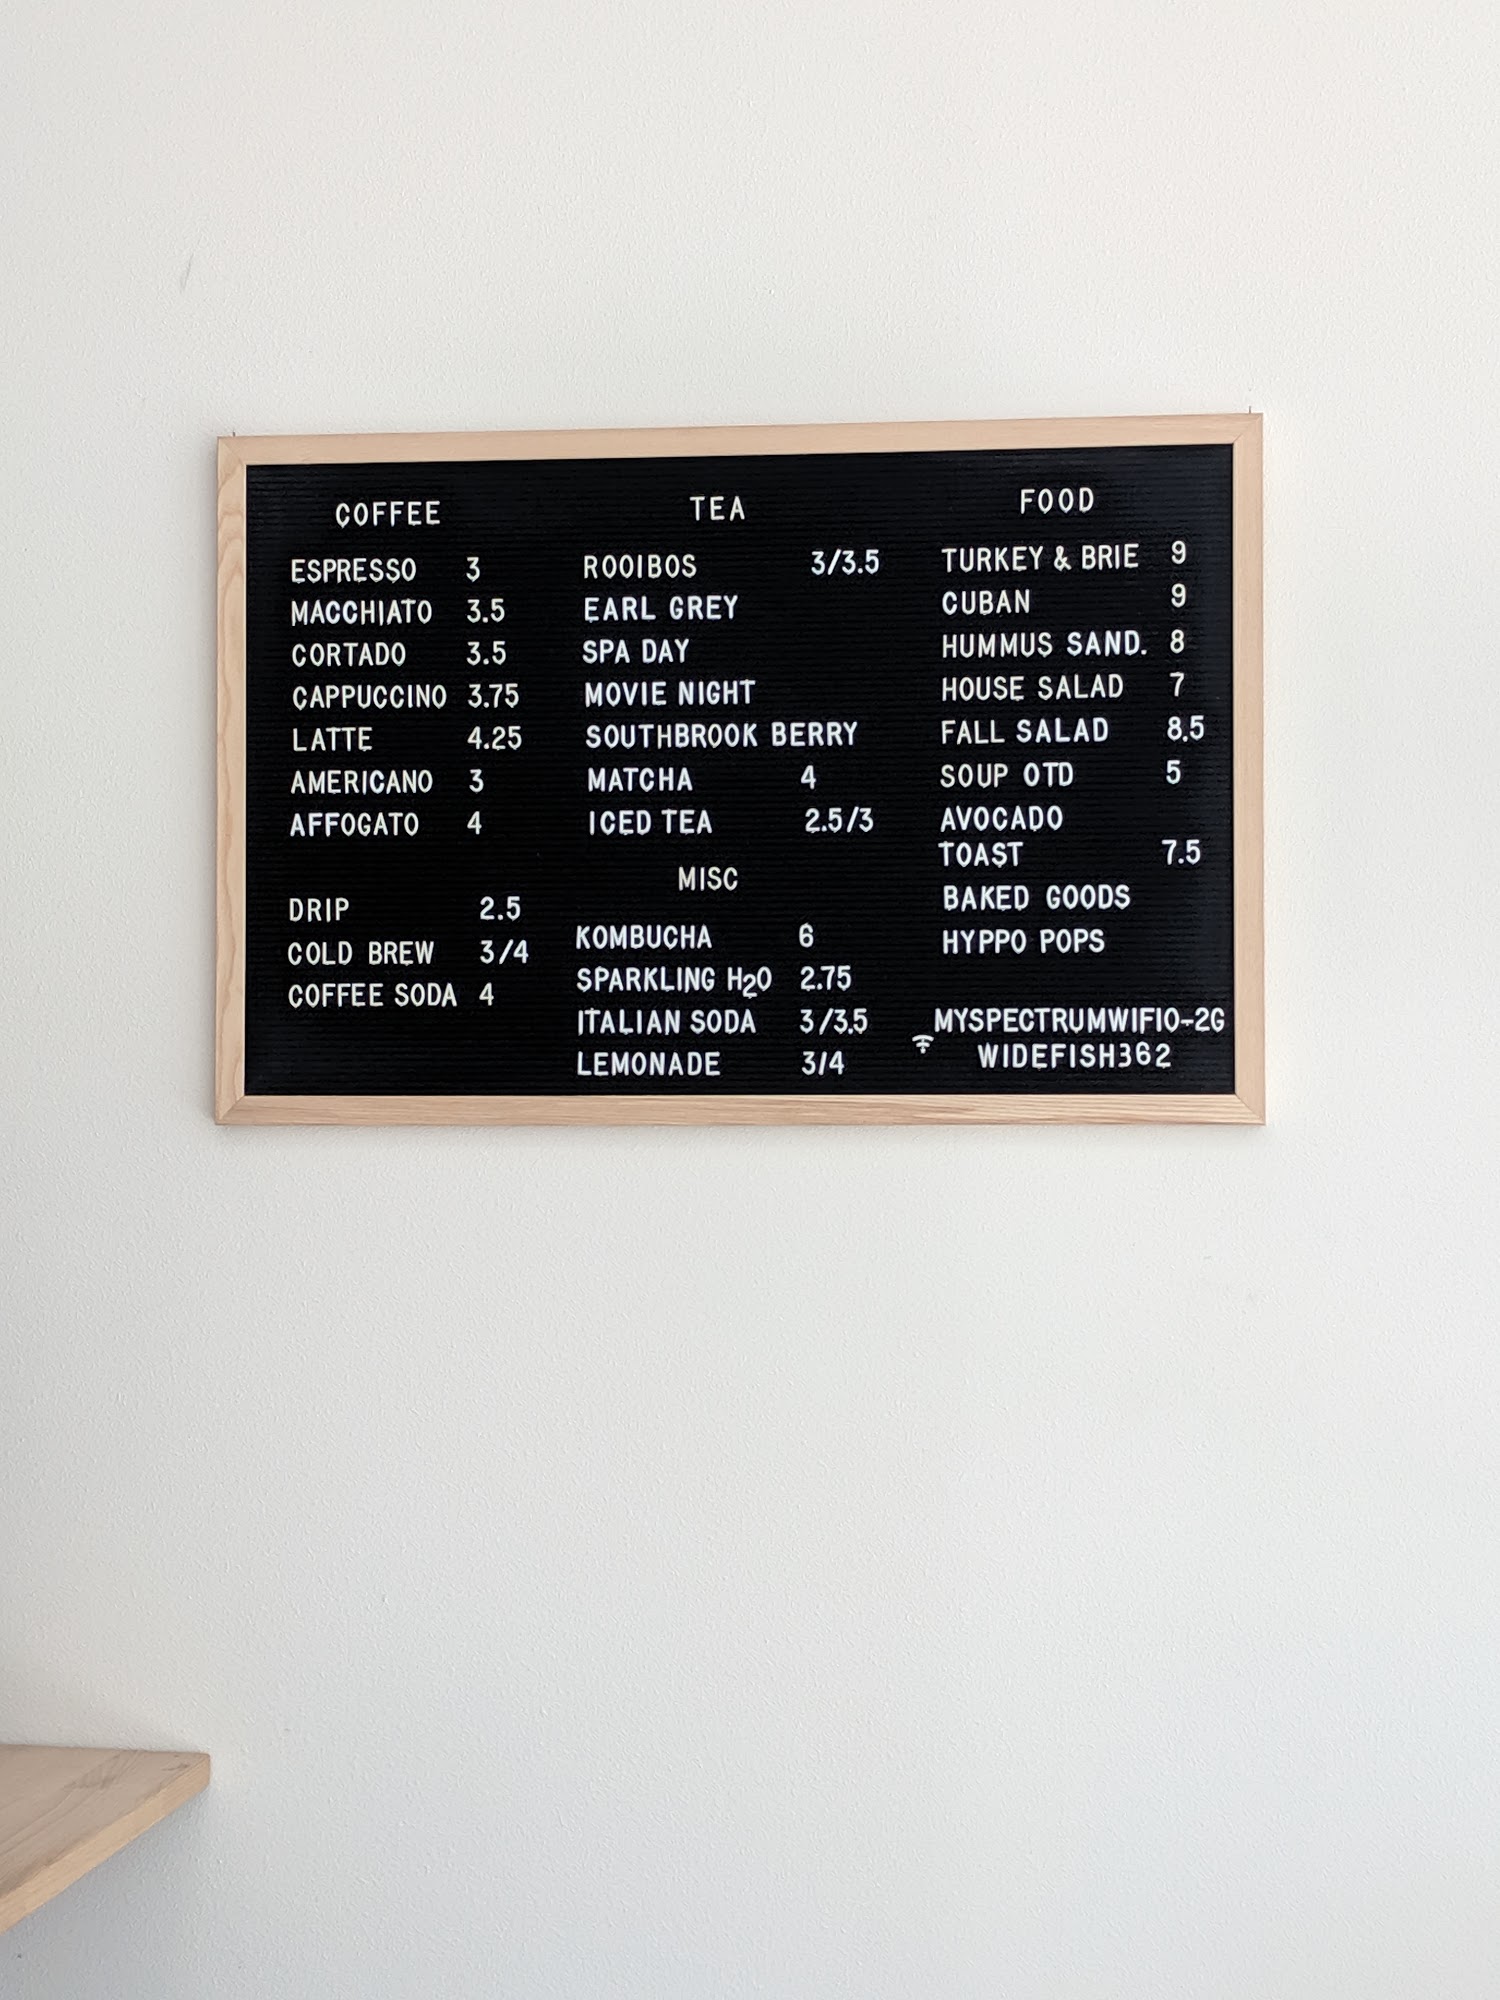 COFFEE
ESPRESSO 3
MACCHIATO 3.5
CORTADO 3.5
CAPPUCCINO 3.75
LATTE 4.25
AMERICANO 3
AFFOGATO 4
DRIP 2.5
COLD BREW 3/4
COFFEE SODA 4
TEA
ROOIBOS 3/3.5
EARL GREY
SPA DAY
MOVIE NIGHT
SOUTHBROOK BERRY
MATCHA 4
ICED TEA 2.5/3
MISC
KOMBUCHA 6
SPARKLING H2O 2.75
ITALIAN SODA 3/3.5
LEMONADE 3/4
FOOD
TURKEY & BRIE 9
CUBAN 9
HUMMUS SAND. 8
HOUSE SALAD 7
FALL SALAD 8.5
SOUP OTD 5
AVOCADO
TOAST 7.5
BAKED GOODS
HYPPO POPS
MYSPECTRUMWIFI0-2G
WIDEFISH362